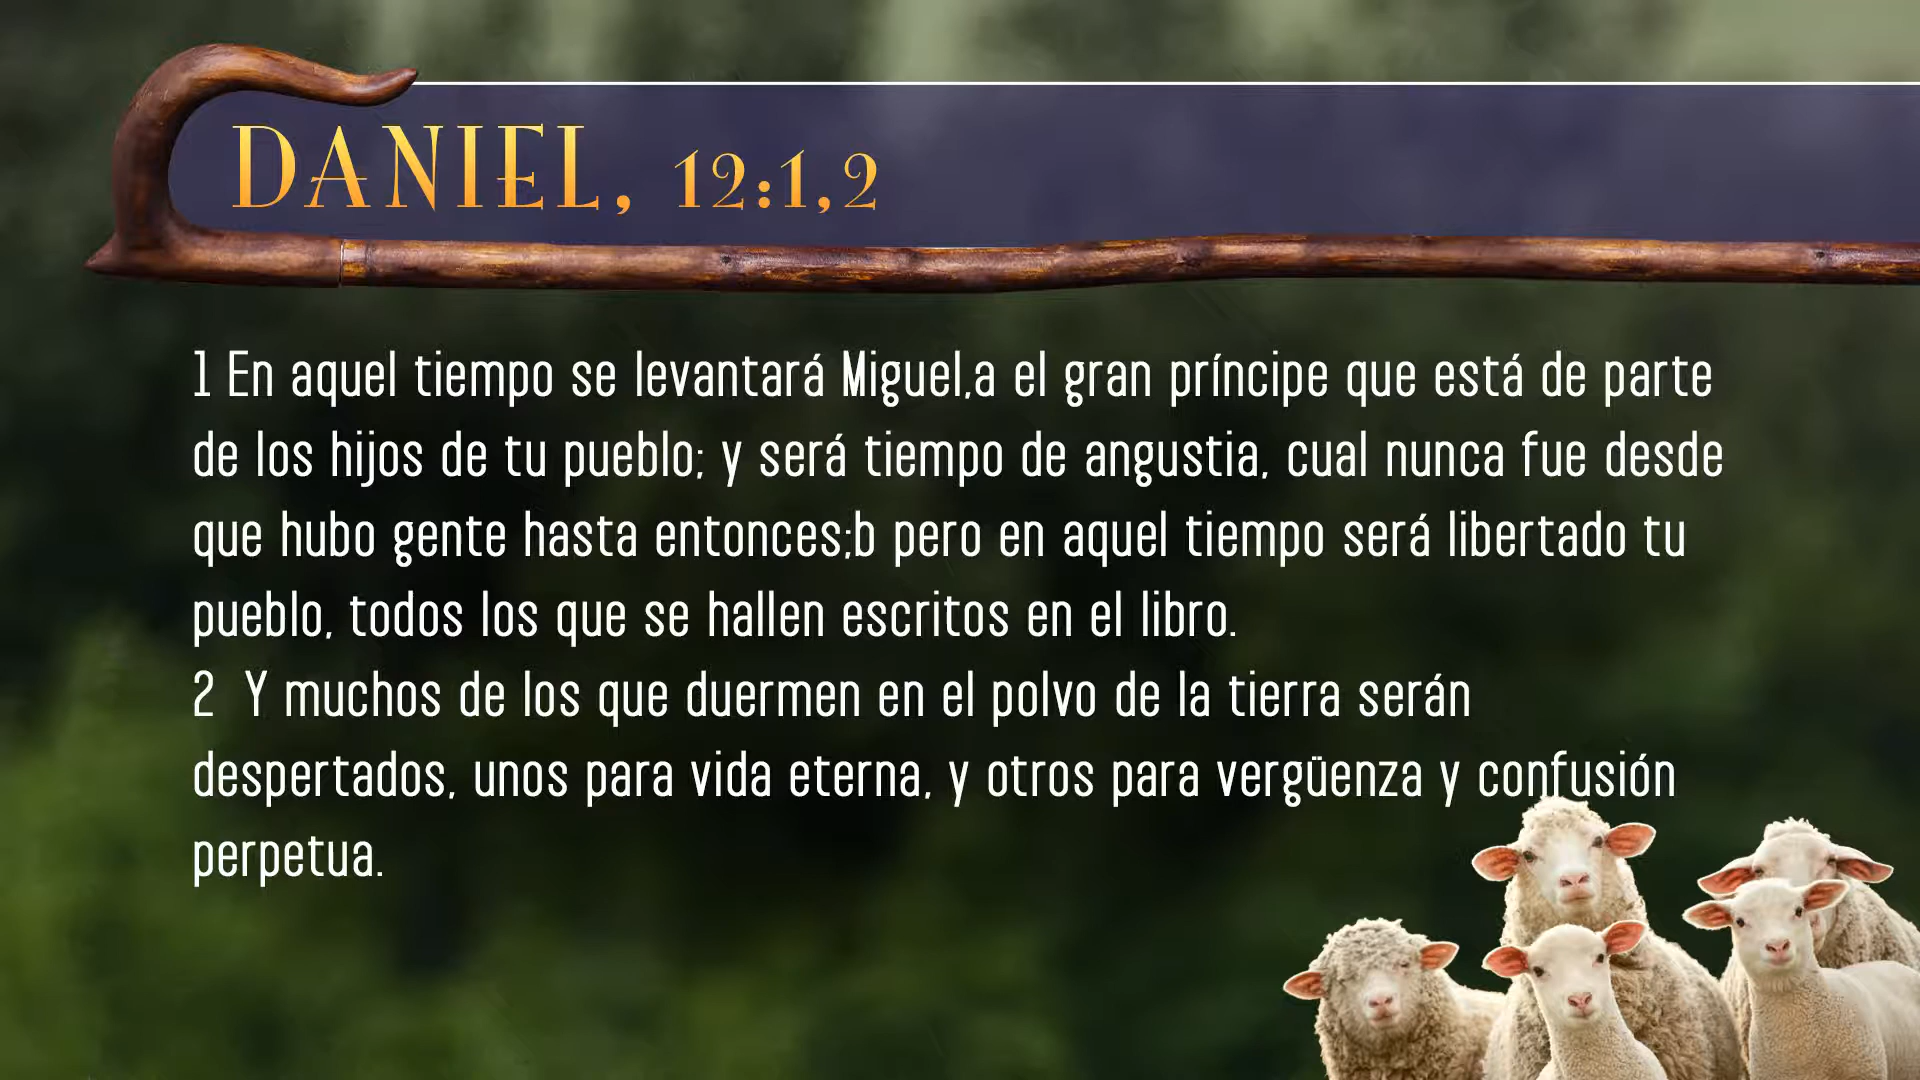 DANIEL, 12:1,2
1 En aquel tiempo se levantará Miguel,a el gran príncipe que está de parte
de los hijos de tu pueblo; y será tiempo de angustia, cual nunca fue desde
que hubo gente hasta entonces;b pero en aquel tiempo será libertado tu
pueblo, todos los que se hallen escritos en el libro.
2  Y muchos de los que duermen en el polvo de la tierra serán
despertados, unos para vida eterna, y otros para vergüenza y confusión
perpetua.